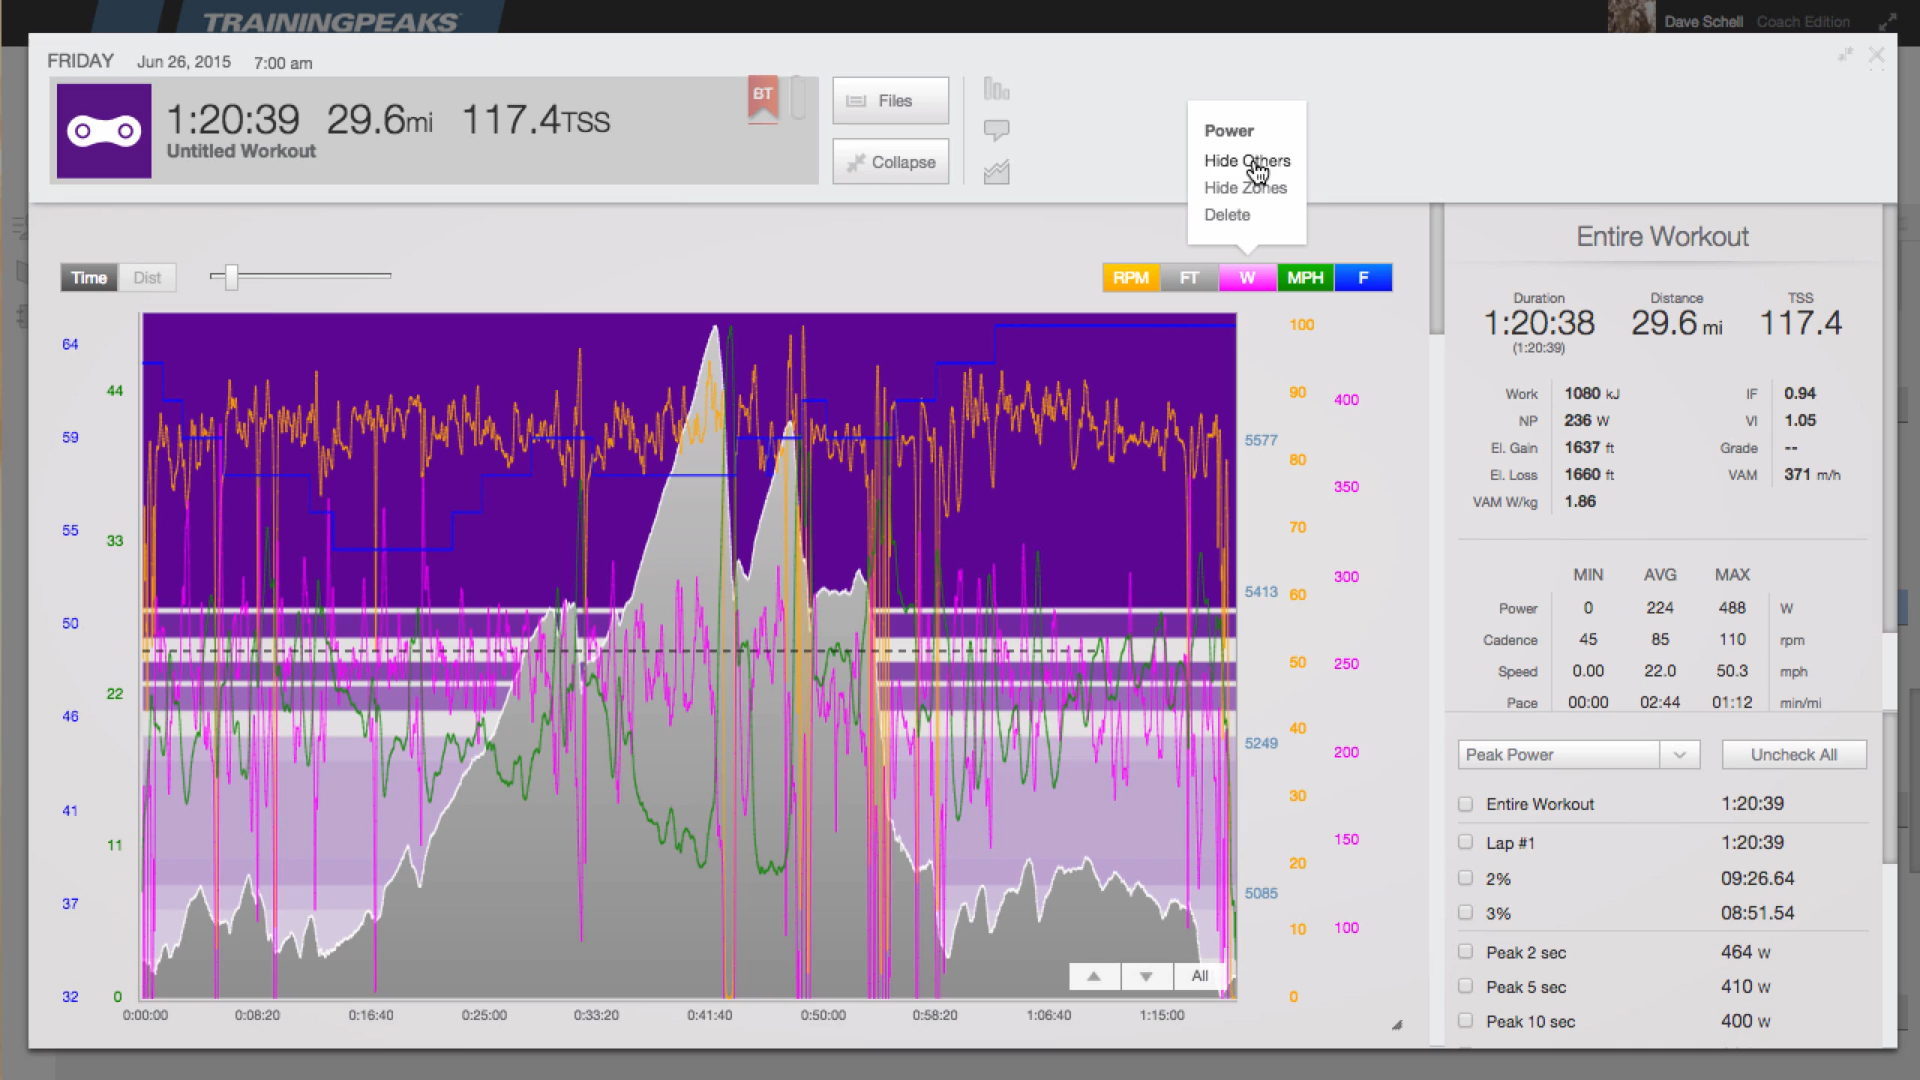 TRAININGPEAKS
Dave Schell Coach Edition
FRIDAY Jun 26, 2015 7:00 am
1:20:39 29.6mi 117.4TSS
Untitled Workout
BT
Files
Collapse
Power
Hide Others
Hide Zones
Delete
Time Dist
RPM FT W MPH F
64
59
55
50
46
41
37
32
44
33
22
11
0
5577
5413
5249
5085
100
90
80
70
60
50
40
30
20
10
0
400
350
300
250
200
150
100
All
0:00:00 0:08:20 0:16:40 0:25:00 0:33:20 0:41:40 0:50:00 0:58:20 1:06:40 1:15:00
Entire Workout
Duration Distance TSS
1:20:38 29.6 mi 117.4
(1:20:39)
Work 1080 kJ IF 0.94
NP 236 W VI 1.05
El. Gain 1637 ft Grade --
El. Loss 1660 ft VAM 371 m/h
VAM W/kg 1.86
MIN AVG MAX
Power 0 224 488 W
Cadence 45 85 110 rpm
Speed 0.00 22.0 50.3 mph
Pace 00:00 02:44 01:12 min/mi
Peak Power Uncheck All
Entire Workout 1:20:39
Lap #1 1:20:39
2% 09:26.64
3% 08:51.54
Peak 2 sec 464 W
Peak 5 sec 410 W
Peak 10 sec 400 W